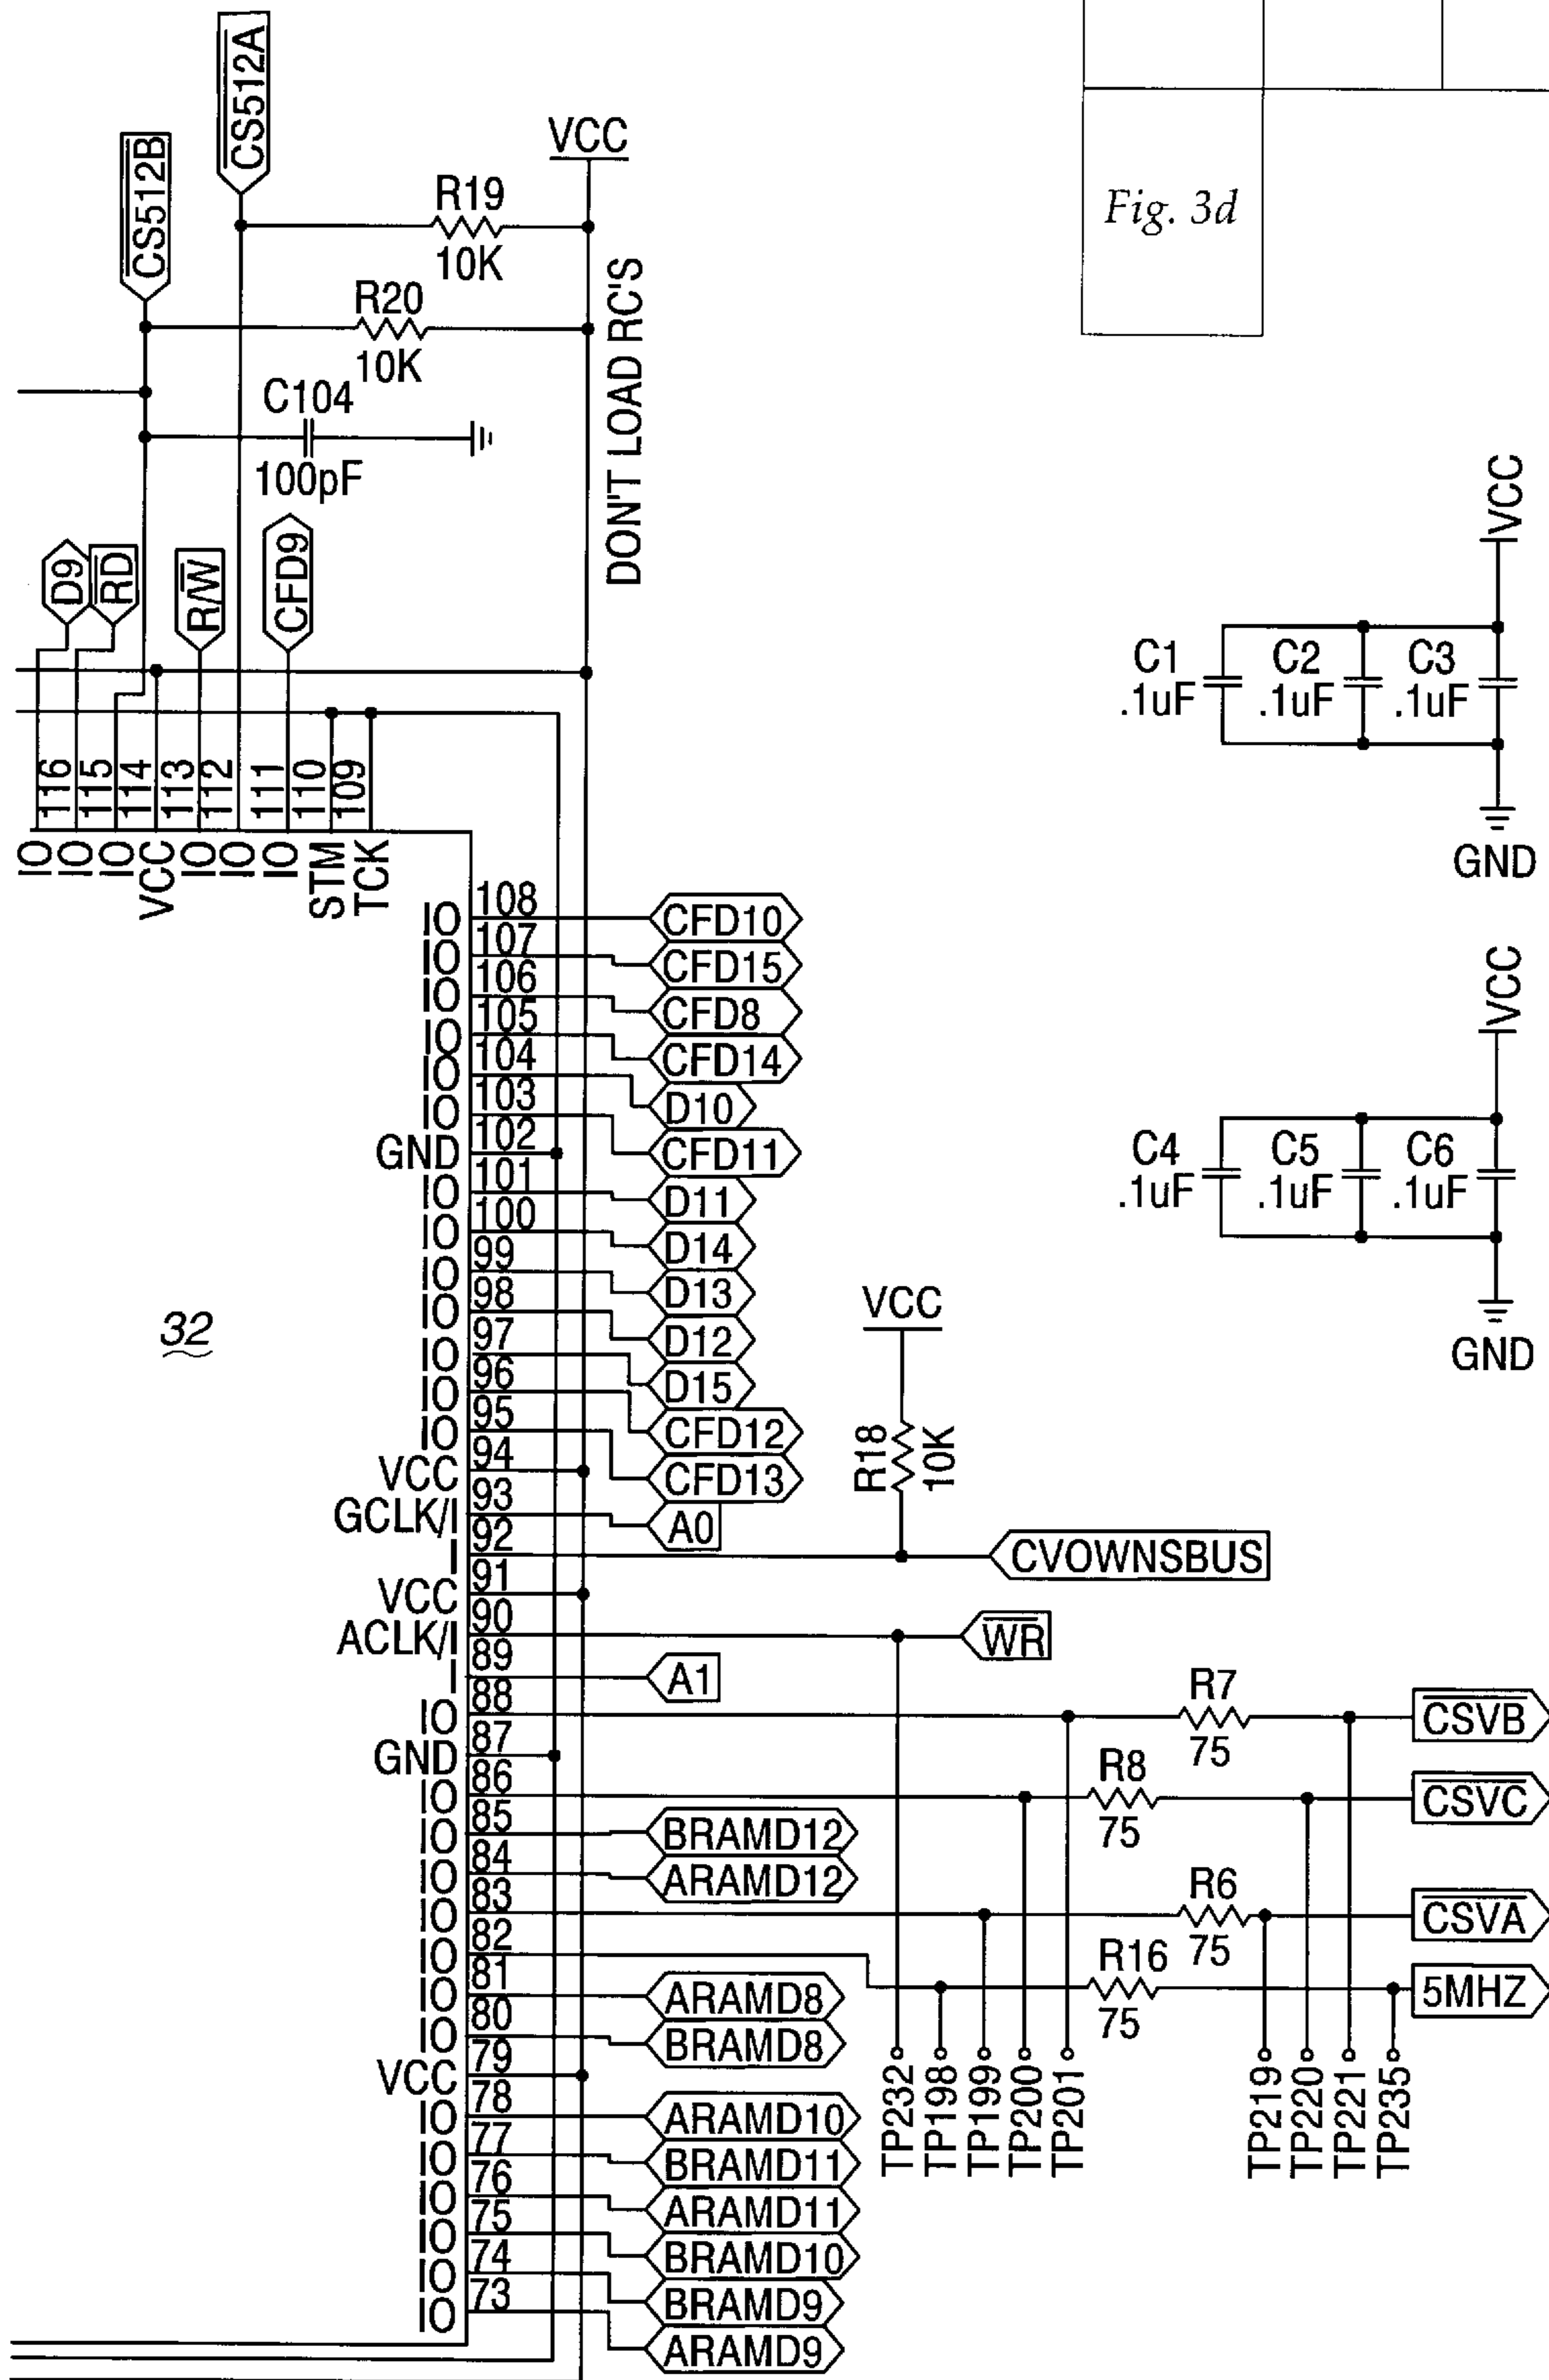 CS512A
CS512B
VCC
R19
10K
R20
10K
C104
100pF
DON'T LOAD RC'S
Fig. 3d
D9
RD
R/W
CFD9
VCC
C1
.1uF
C2
.1uF
C3
.1uF
GND
116
115
114
113
112
111
110
109
IO
IO
IO
VCC
IO
IO
IO
STM
TCK
IO 108 CFD10
IO 107 CFD15
IO 106 CFD8
IO 105 CFD14
IO 104 D10
IO 103 CFD11
GND 102
IO 101 D11
IO 100 D14
IO 99 D13
IO 98 D12
IO 97 D15
IO 96 CFD12
IO 95 CFD13
VCC 94
GCLK/I 93 A0
I 92 CVOWNSBUS
VCC 91
ACLK/I 90 WR
I 89 A1
IO 88 R7 75 CSVB
GND 87
IO 86 R8 75 CSVC
IO 85 BRAMD12
IO 84 ARAMD12
IO 83 R6 75 CSVA
IO 82 R16 75 5MHZ
IO 81 ARAMD8
IO 80 BRAMD8
VCC 79
IO 78 ARAMD10
IO 77 BRAMD11
IO 76 ARAMD11
IO 75 BRAMD10
IO 74 BRAMD9
IO 73 ARAMD9
32
VCC
R18
10K
VCC
C4
.1uF
C5
.1uF
C6
.1uF
GND
TP232
TP198
TP199
TP200
TP201
TP219
TP220
TP221
TP235